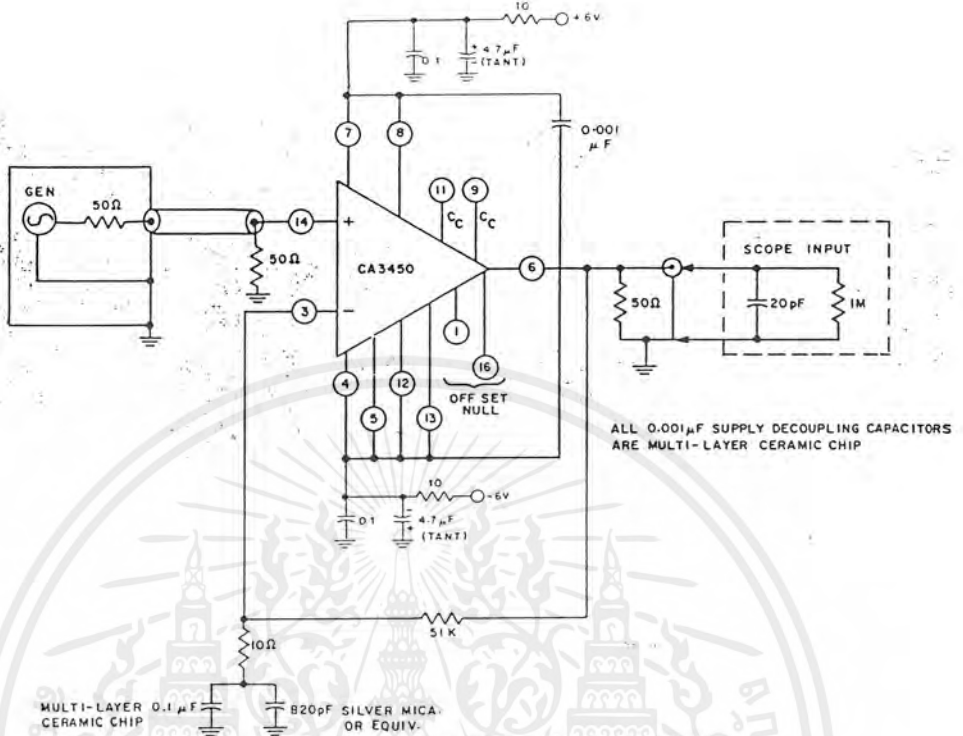 10
+6V
0.1
+
4.7µF
-
(TANT)
0.001
µF
7
8
GEN
50Ω
11
9
CC
CC
14
+
50Ω
CA3450
6
SCOPE INPUT
50Ω
20pF
1M
3
-
1
4
12
16
5
13
OFF SET
NULL
ALL 0.001µF SUPPLY DECOUPLING CAPACITORS
ARE MULTI-LAYER CERAMIC CHIP
10
-6V
0.1
-
4.7µF
+
(TANT)
51K
10Ω
MULTI-LAYER 0.1µF
CERAMIC CHIP
820pF SILVER MICA.
OR EQUIV.